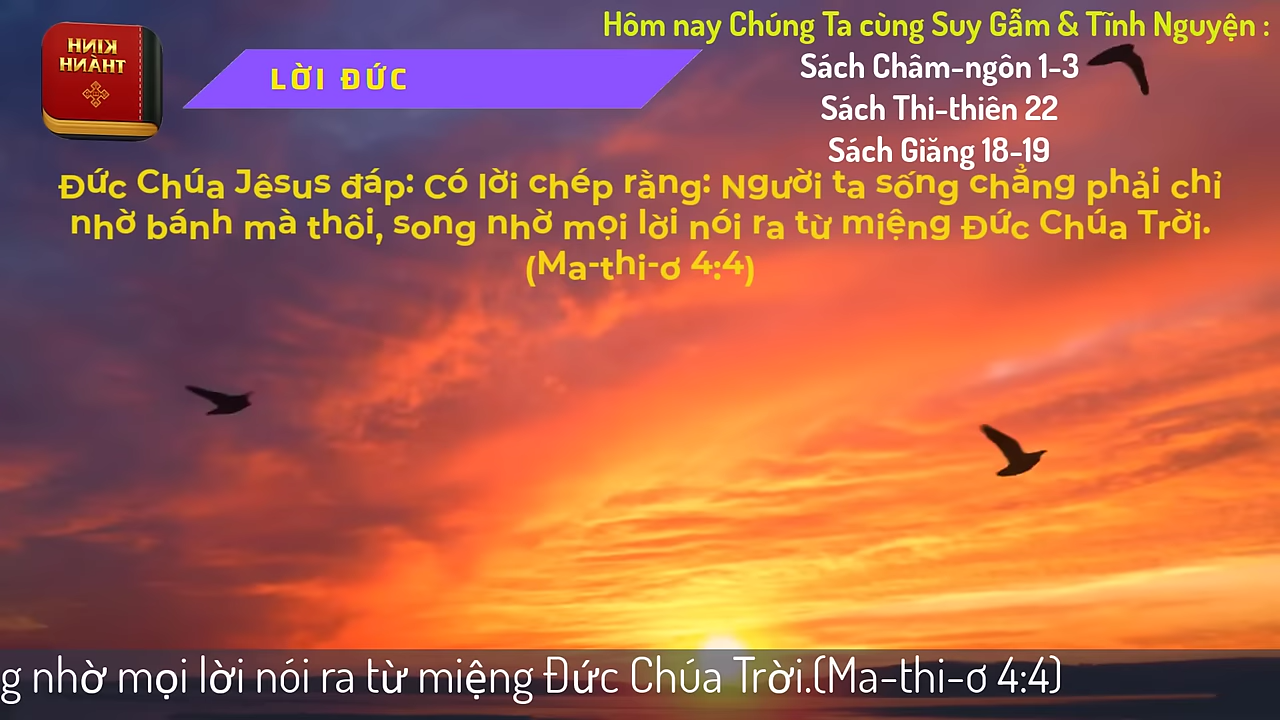 KINH
THÁNH
LỜI ĐỨC
Hôm nay Chúng Ta cùng Suy Gẫm & Tĩnh Nguyện :
Sách Châm-ngôn 1-3
Sách Thi-thiên 22
Sách Giăng 18-19
Đức Chúa Jêsus đáp: Có lời chép rằng: Người ta sống chẳng phải chỉ
nhờ bánh mà thôi, song nhờ mọi lời nói ra từ miệng Đức Chúa Trời.
(Ma-thi-ơ 4:4)
g nhờ mọi lời nói ra từ miệng Đức Chúa Trời.(Ma-thi-ơ 4:4)